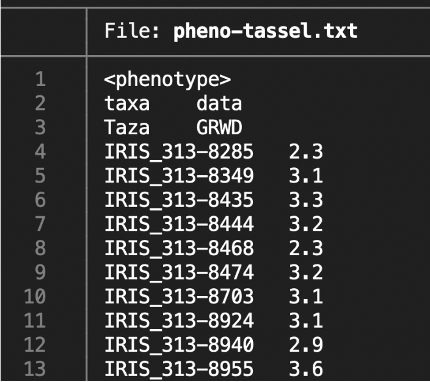 File: pheno-tassel.txt
1 <phenotype>
2 taxa data
3 Taza GRWD
4 IRIS_313-8285 2.3
5 IRIS_313-8349 3.1
6 IRIS_313-8435 3.3
7 IRIS_313-8444 3.2
8 IRIS_313-8468 2.3
9 IRIS_313-8474 3.2
10 IRIS_313-8703 3.1
11 IRIS_313-8924 3.1
12 IRIS_313-8940 2.9
13 IRIS_313-8955 3.6